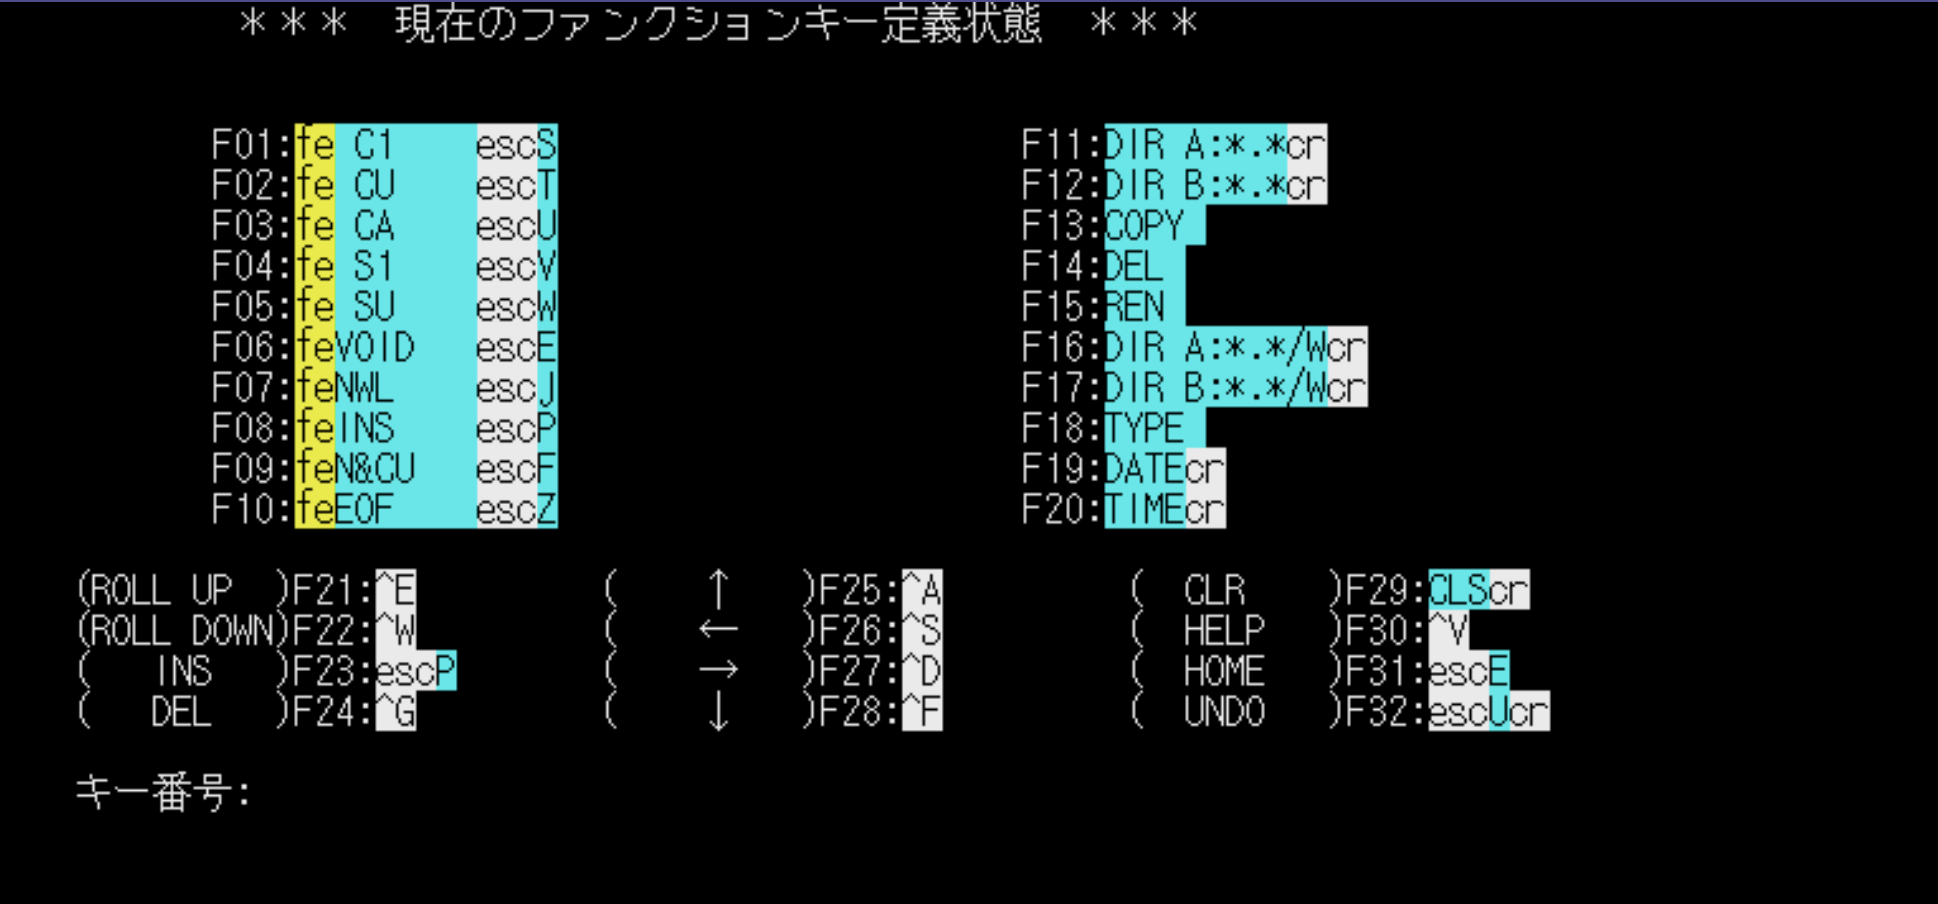 *** 現在のファンクションキー定義状態 ***
F01:fe C1    escS    F11:DIR A:*.*cr
F02:fe CU    escT    F12:DIR B:*.*cr
F03:fe CA    escU    F13:COPY
F04:fe S1    escV    F14:DEL
F05:fe SU    escW    F15:REN
F06:feVOID   escE    F16:DIR A:*.*/Wcr
F07:feNWL    escJ    F17:DIR B:*.*/Wcr
F08:feINS    escP    F18:TYPE
F09:feN&CU   escF    F19:DATEcr
F10:feEOF    escZ    F20:TIMEcr
(ROLL UP  )F21:^E    (    ↑    )F25:^A    (  CLR    )F29:CLScr
(ROLL DOWN)F22:^W    (    ←    )F26:^S    (  HELP   )F30:^V
(   INS   )F23:escP    (    →    )F27:^D    (  HOME   )F31:escE
(   DEL   )F24:^G    (    ↓    )F28:^F    (  UNDO   )F32:escUcr
キー番号: